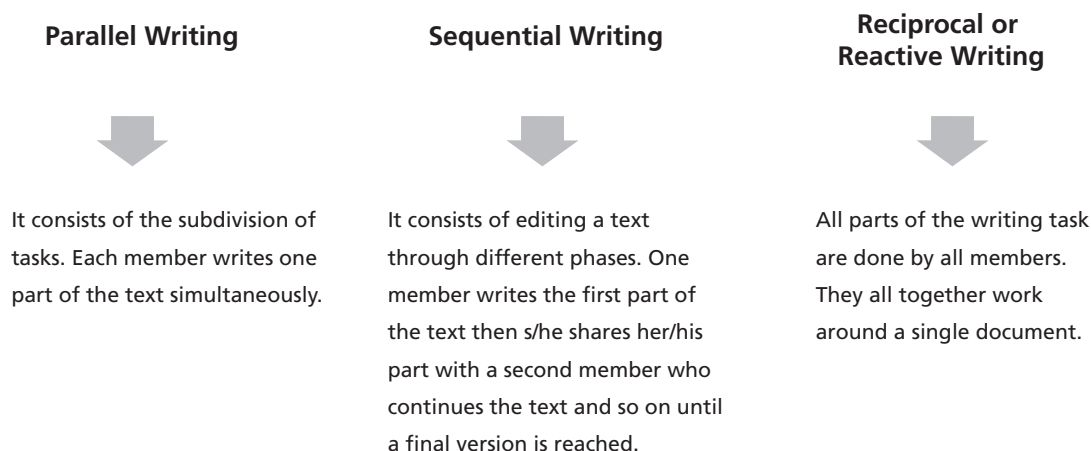 Parallel Writing
It consists of the subdivision of
tasks. Each member writes one
part of the text simultaneously.
Sequential Writing
It consists of editing a text
through different phases. One
member writes the first part of
the text then s/he shares her/his
part with a second member who
continues the text and so on until
a final version is reached.
Reciprocal or
Reactive Writing
All parts of the writing task
are done by all members.
They all together work
around a single document.